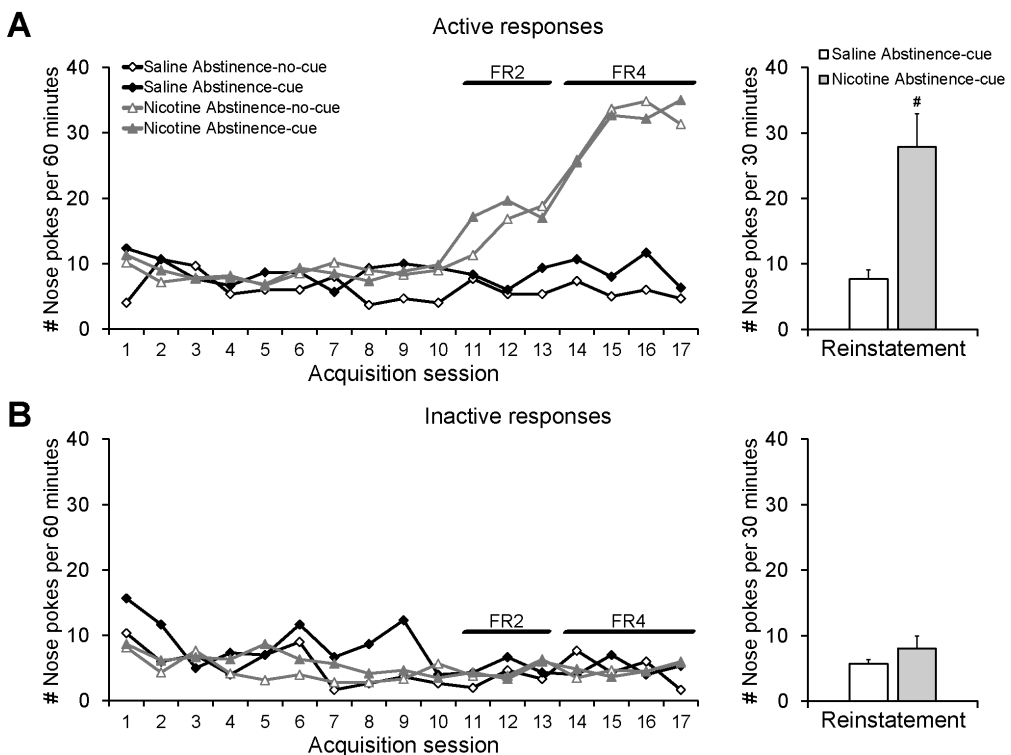 A
Active responses
# Nose pokes per 60 minutes
40
30
20
10
0
Saline Abstinence-no-cue
Saline Abstinence-cue
Nicotine Abstinence-no-cue
Nicotine Abstinence-cue
FR2
FR4
1 2 3 4 5 6 7 8 9 10 11 12 13 14 15 16 17
Acquisition session
# Nose pokes per 30 minutes
40
30
20
10
0
Saline Abstinence-cue
Nicotine Abstinence-cue
#
Reinstatement
B
Inactive responses
# Nose pokes per 60 minutes
40
30
20
10
0
FR2
FR4
1 2 3 4 5 6 7 8 9 10 11 12 13 14 15 16 17
Acquisition session
# Nose pokes per 30 minutes
40
30
20
10
0
Reinstatement